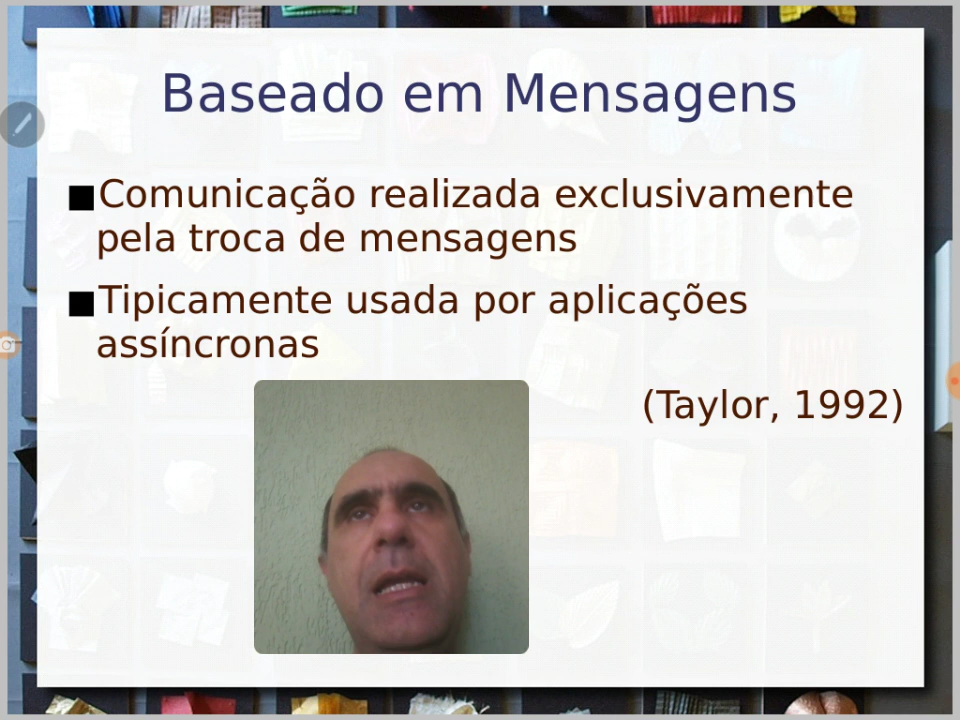 Baseado em Mensagens
■Comunicação realizada exclusivamente
pela troca de mensagens
■Tipicamente usada por aplicações
assíncronas
(Taylor, 1992)